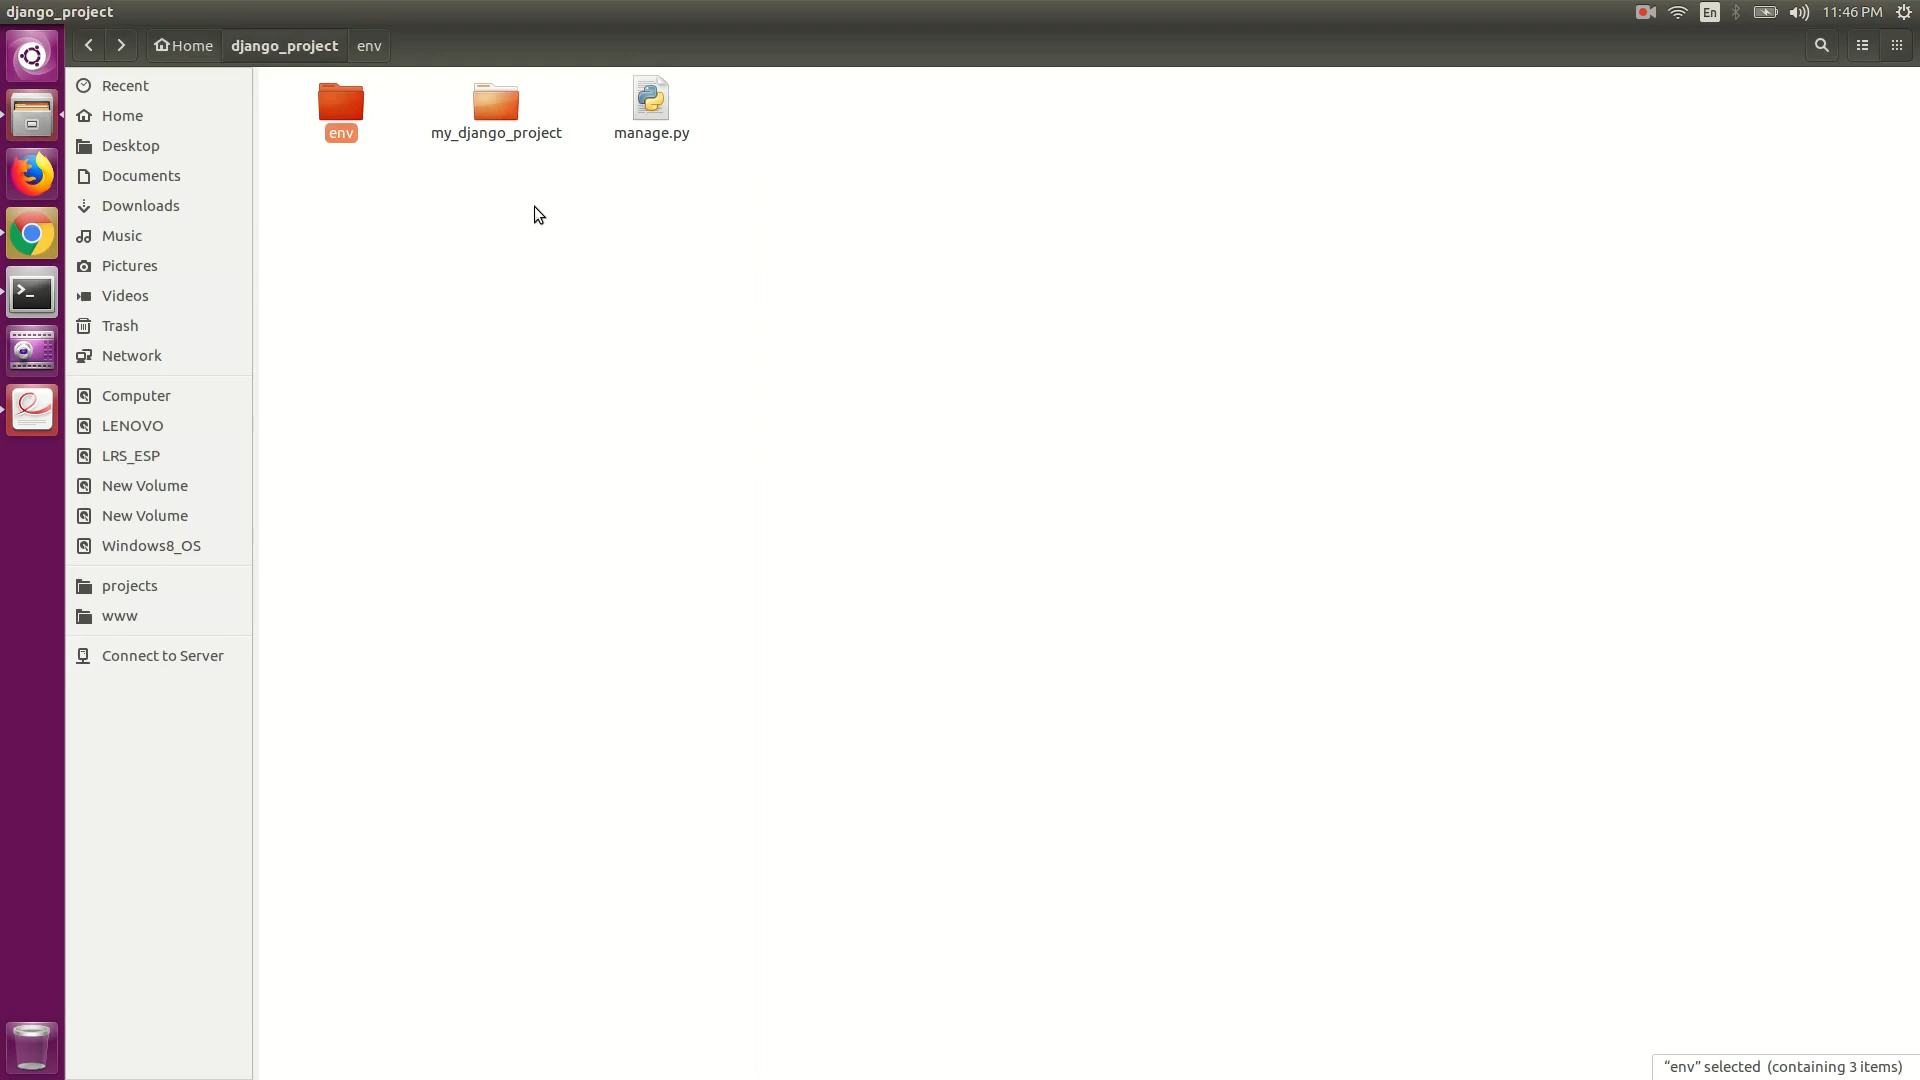 django_project
En
11:46 PM
Home
django_project
env
Recent
Home
Desktop
Documents
Downloads
Music
Pictures
Videos
Trash
Network
Computer
LENOVO
LRS_ESP
New Volume
New Volume
Windows8_OS
projects
www
Connect to Server
env
my_django_project
manage.py
“env” selected (containing 3 items)